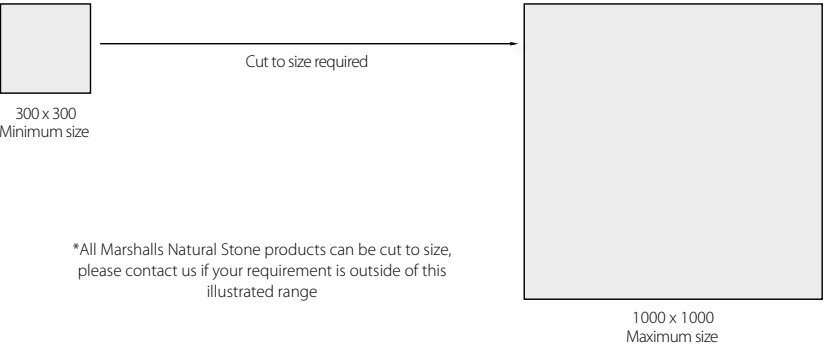 Cut to size required
300 x 300
Minimum size
*All Marshalls Natural Stone products can be cut to size,
please contact us if your requirement is outside of this
illustrated range
1000 x 1000
Maximum size